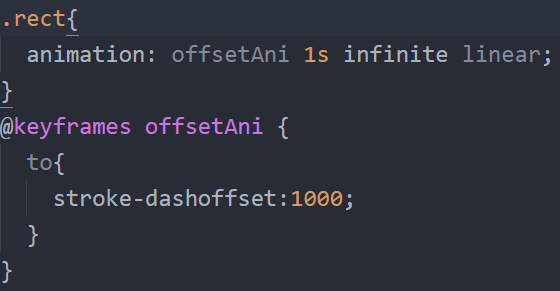 .rect{
  animation: offsetAni 1s infinite linear;
}
@keyframes offsetAni {
  to{
    stroke-dashoffset:1000;
  }
}